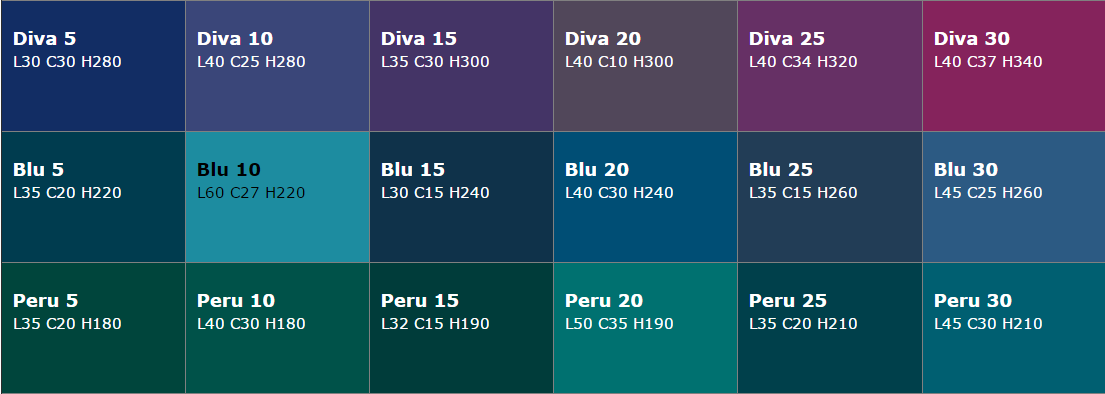 Diva 5
L30 C30 H280
Diva 10
L40 C25 H280
Diva 15
L35 C30 H300
Diva 20
L40 C10 H300
Diva 25
L40 C34 H320
Diva 30
L40 C37 H340
Blu 5
L35 C20 H220
Blu 10
L60 C27 H220
Blu 15
L30 C15 H240
Blu 20
L40 C30 H240
Blu 25
L35 C15 H260
Blu 30
L45 C25 H260
Peru 5
L35 C20 H180
Peru 10
L40 C30 H180
Peru 15
L32 C15 H190
Peru 20
L50 C35 H190
Peru 25
L35 C20 H210
Peru 30
L45 C30 H210